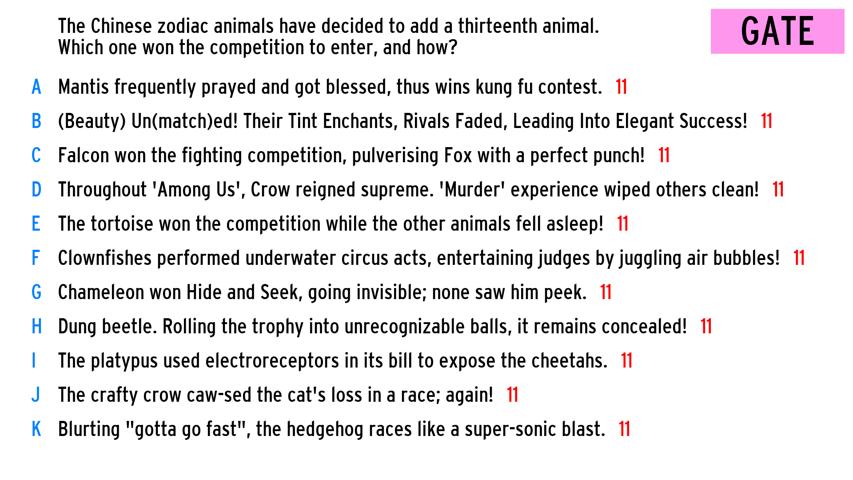 The Chinese zodiac animals have decided to add a thirteenth animal.
Which one won the competition to enter, and how?
GATE
A Mantis frequently prayed and got blessed, thus wins kung fu contest. 11
B (Beauty) Un(match)ed! Their Tint Enchants, Rivals Faded, Leading Into Elegant Success! 11
C Falcon won the fighting competition, pulverising Fox with a perfect punch! 11
D Throughout 'Among Us', Crow reigned supreme. 'Murder' experience wiped others clean! 11
E The tortoise won the competition while the other animals fell asleep! 11
F Clownfishes performed underwater circus acts, entertaining judges by juggling air bubbles! 11
G Chameleon won Hide and Seek, going invisible; none saw him peek. 11
H Dung beetle. Rolling the trophy into unrecognizable balls, it remains concealed! 11
I The platypus used electroreceptors in its bill to expose the cheetahs. 11
J The crafty crow caw-sed the cat's loss in a race; again! 11
K Blurting "gotta go fast", the hedgehog races like a super-sonic blast. 11